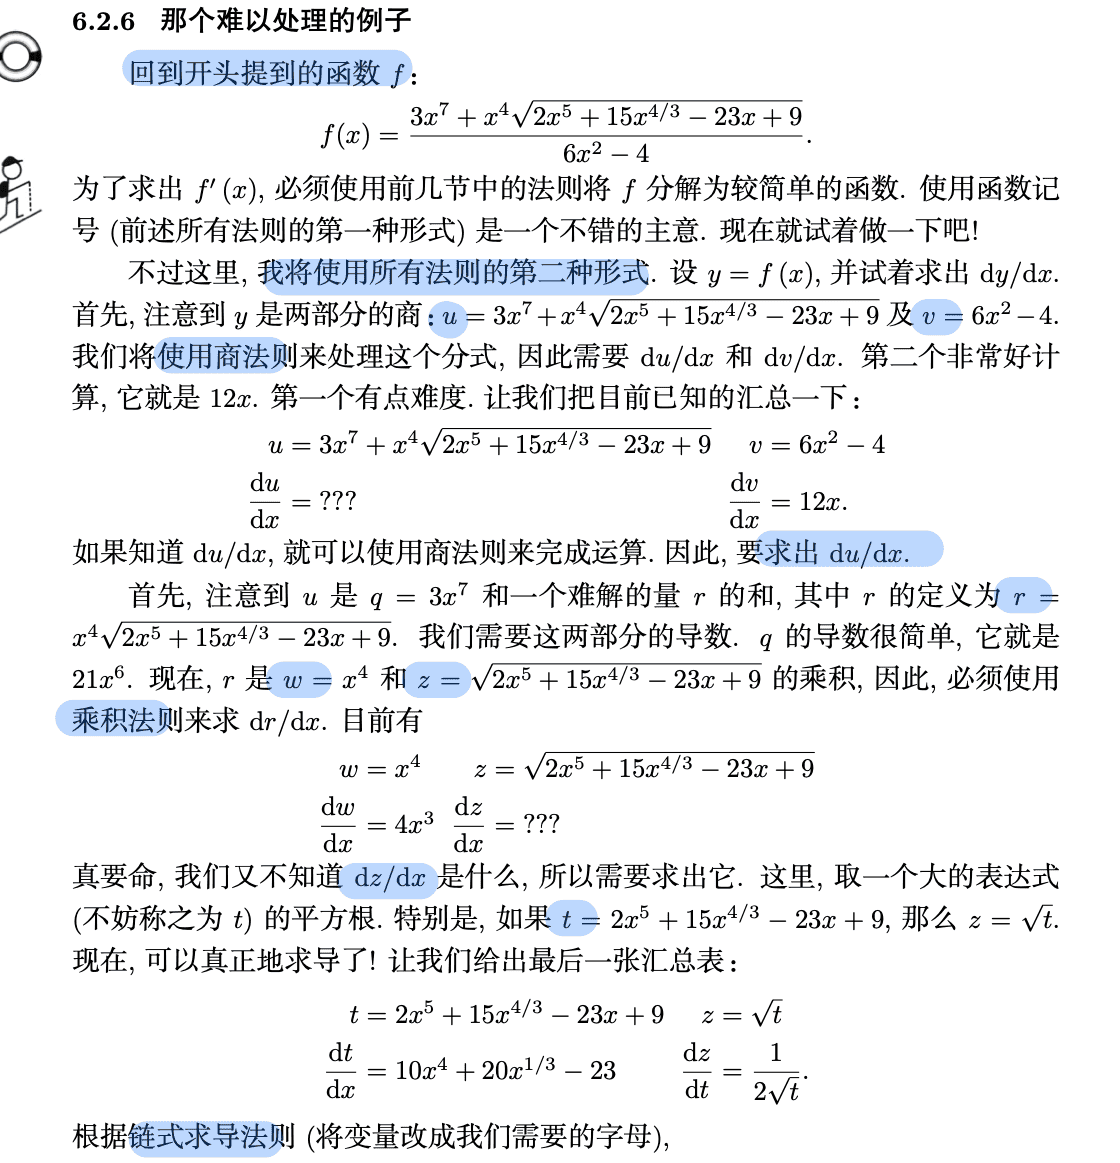 6.2.6 那个难以处理的例子
回到开头提到的函数 f：
f(x) = \frac{3x^7 + x^4\sqrt{2x^5 + 15x^{4/3} − 23x + 9}}{6x^2 − 4}.
为了求出 f′(x), 必须使用前几节中的法则将 f 分解为较简单的函数. 使用函数记
号 (前述所有法则的第一种形式) 是一个不错的主意. 现在就试着做一下吧!
不过这里, 我将使用所有法则的第二种形式. 设 y = f(x), 并试着求出 dy/dx.
首先, 注意到 y 是两部分的商：u = 3x^7 + x^4\sqrt{2x^5 + 15x^{4/3} − 23x + 9} 及 v = 6x^2 − 4.
我们将使用商法则来处理这个分式, 因此需要 du/dx 和 dv/dx. 第二个非常好计
算, 它就是 12x. 第一个有点难度. 让我们把目前已知的汇总一下：
u = 3x^7 + x^4\sqrt{2x^5 + 15x^{4/3} − 23x + 9} v = 6x^2 − 4
\frac{du}{dx} = ??? \frac{dv}{dx} = 12x.
如果知道 du/dx, 就可以使用商法则来完成运算. 因此, 要求出 du/dx.
首先, 注意到 u 是 q = 3x^7 和一个难解的量 r 的和, 其中 r 的定义为 r =
x^4\sqrt{2x^5 + 15x^{4/3} − 23x + 9}. 我们需要这两部分的导数. q 的导数很简单, 它就是
21x^6. 现在, r 是 w = x^4 和 z = \sqrt{2x^5 + 15x^{4/3} − 23x + 9} 的乘积, 因此, 必须使用
乘积法则来求 dr/dx. 目前有
w = x^4 z = \sqrt{2x^5 + 15x^{4/3} − 23x + 9}
\frac{dw}{dx} = 4x^3 \frac{dz}{dx} = ???
真要命, 我们又不知道 dz/dx 是什么, 所以需要求出它. 这里, 取一个大的表达式
(不妨称之为 t) 的平方根. 特别是, 如果 t = 2x^5 + 15x^{4/3} − 23x + 9, 那么 z = \sqrt{t}.
现在, 可以真正地求导了! 让我们给出最后一张汇总表：
t = 2x^5 + 15x^{4/3} − 23x + 9 z = \sqrt{t}
\frac{dt}{dx} = 10x^4 + 20x^{1/3} − 23 \frac{dz}{dt} = \frac{1}{2\sqrt{t}}.
根据链式求导法则 (将变量改成我们需要的字母),